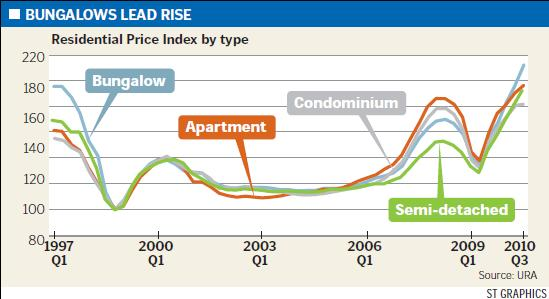 BUNGALOWS LEAD RISE
Residential Price Index by type
220
180
160
140
120
100
80
Bungalow
Apartment
Condominium
Semi-detached
1997 2000 2003 2006 2009 2010
Q1 Q1 Q1 Q1 Q1 Q3
Source: URA
ST GRAPHICS